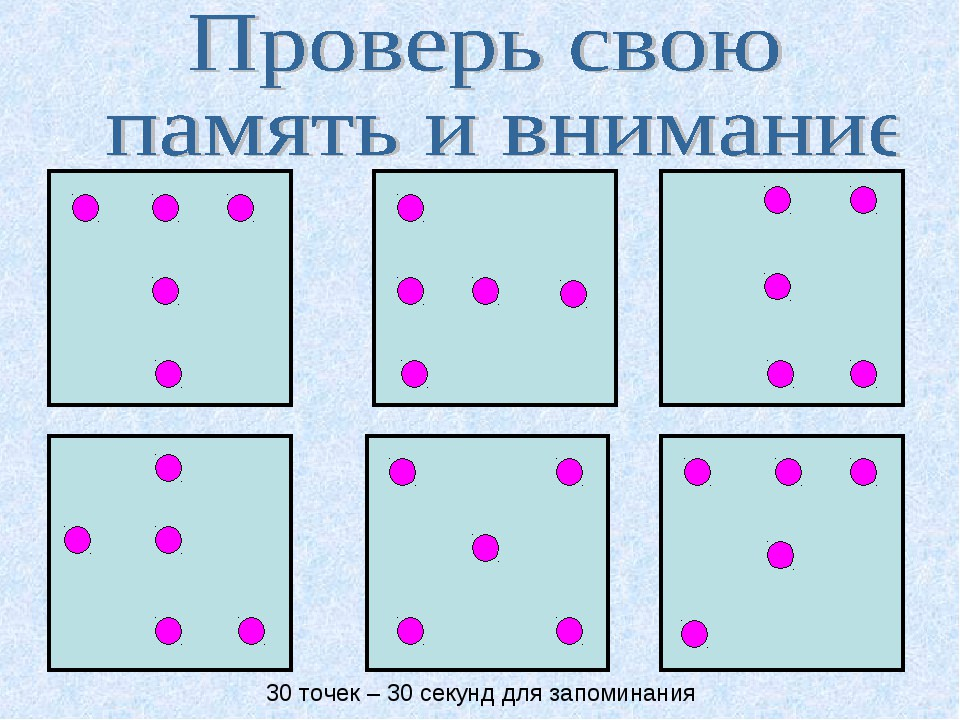 Проверь свою
память и внимание
30 точек – 30 секунд для запоминания